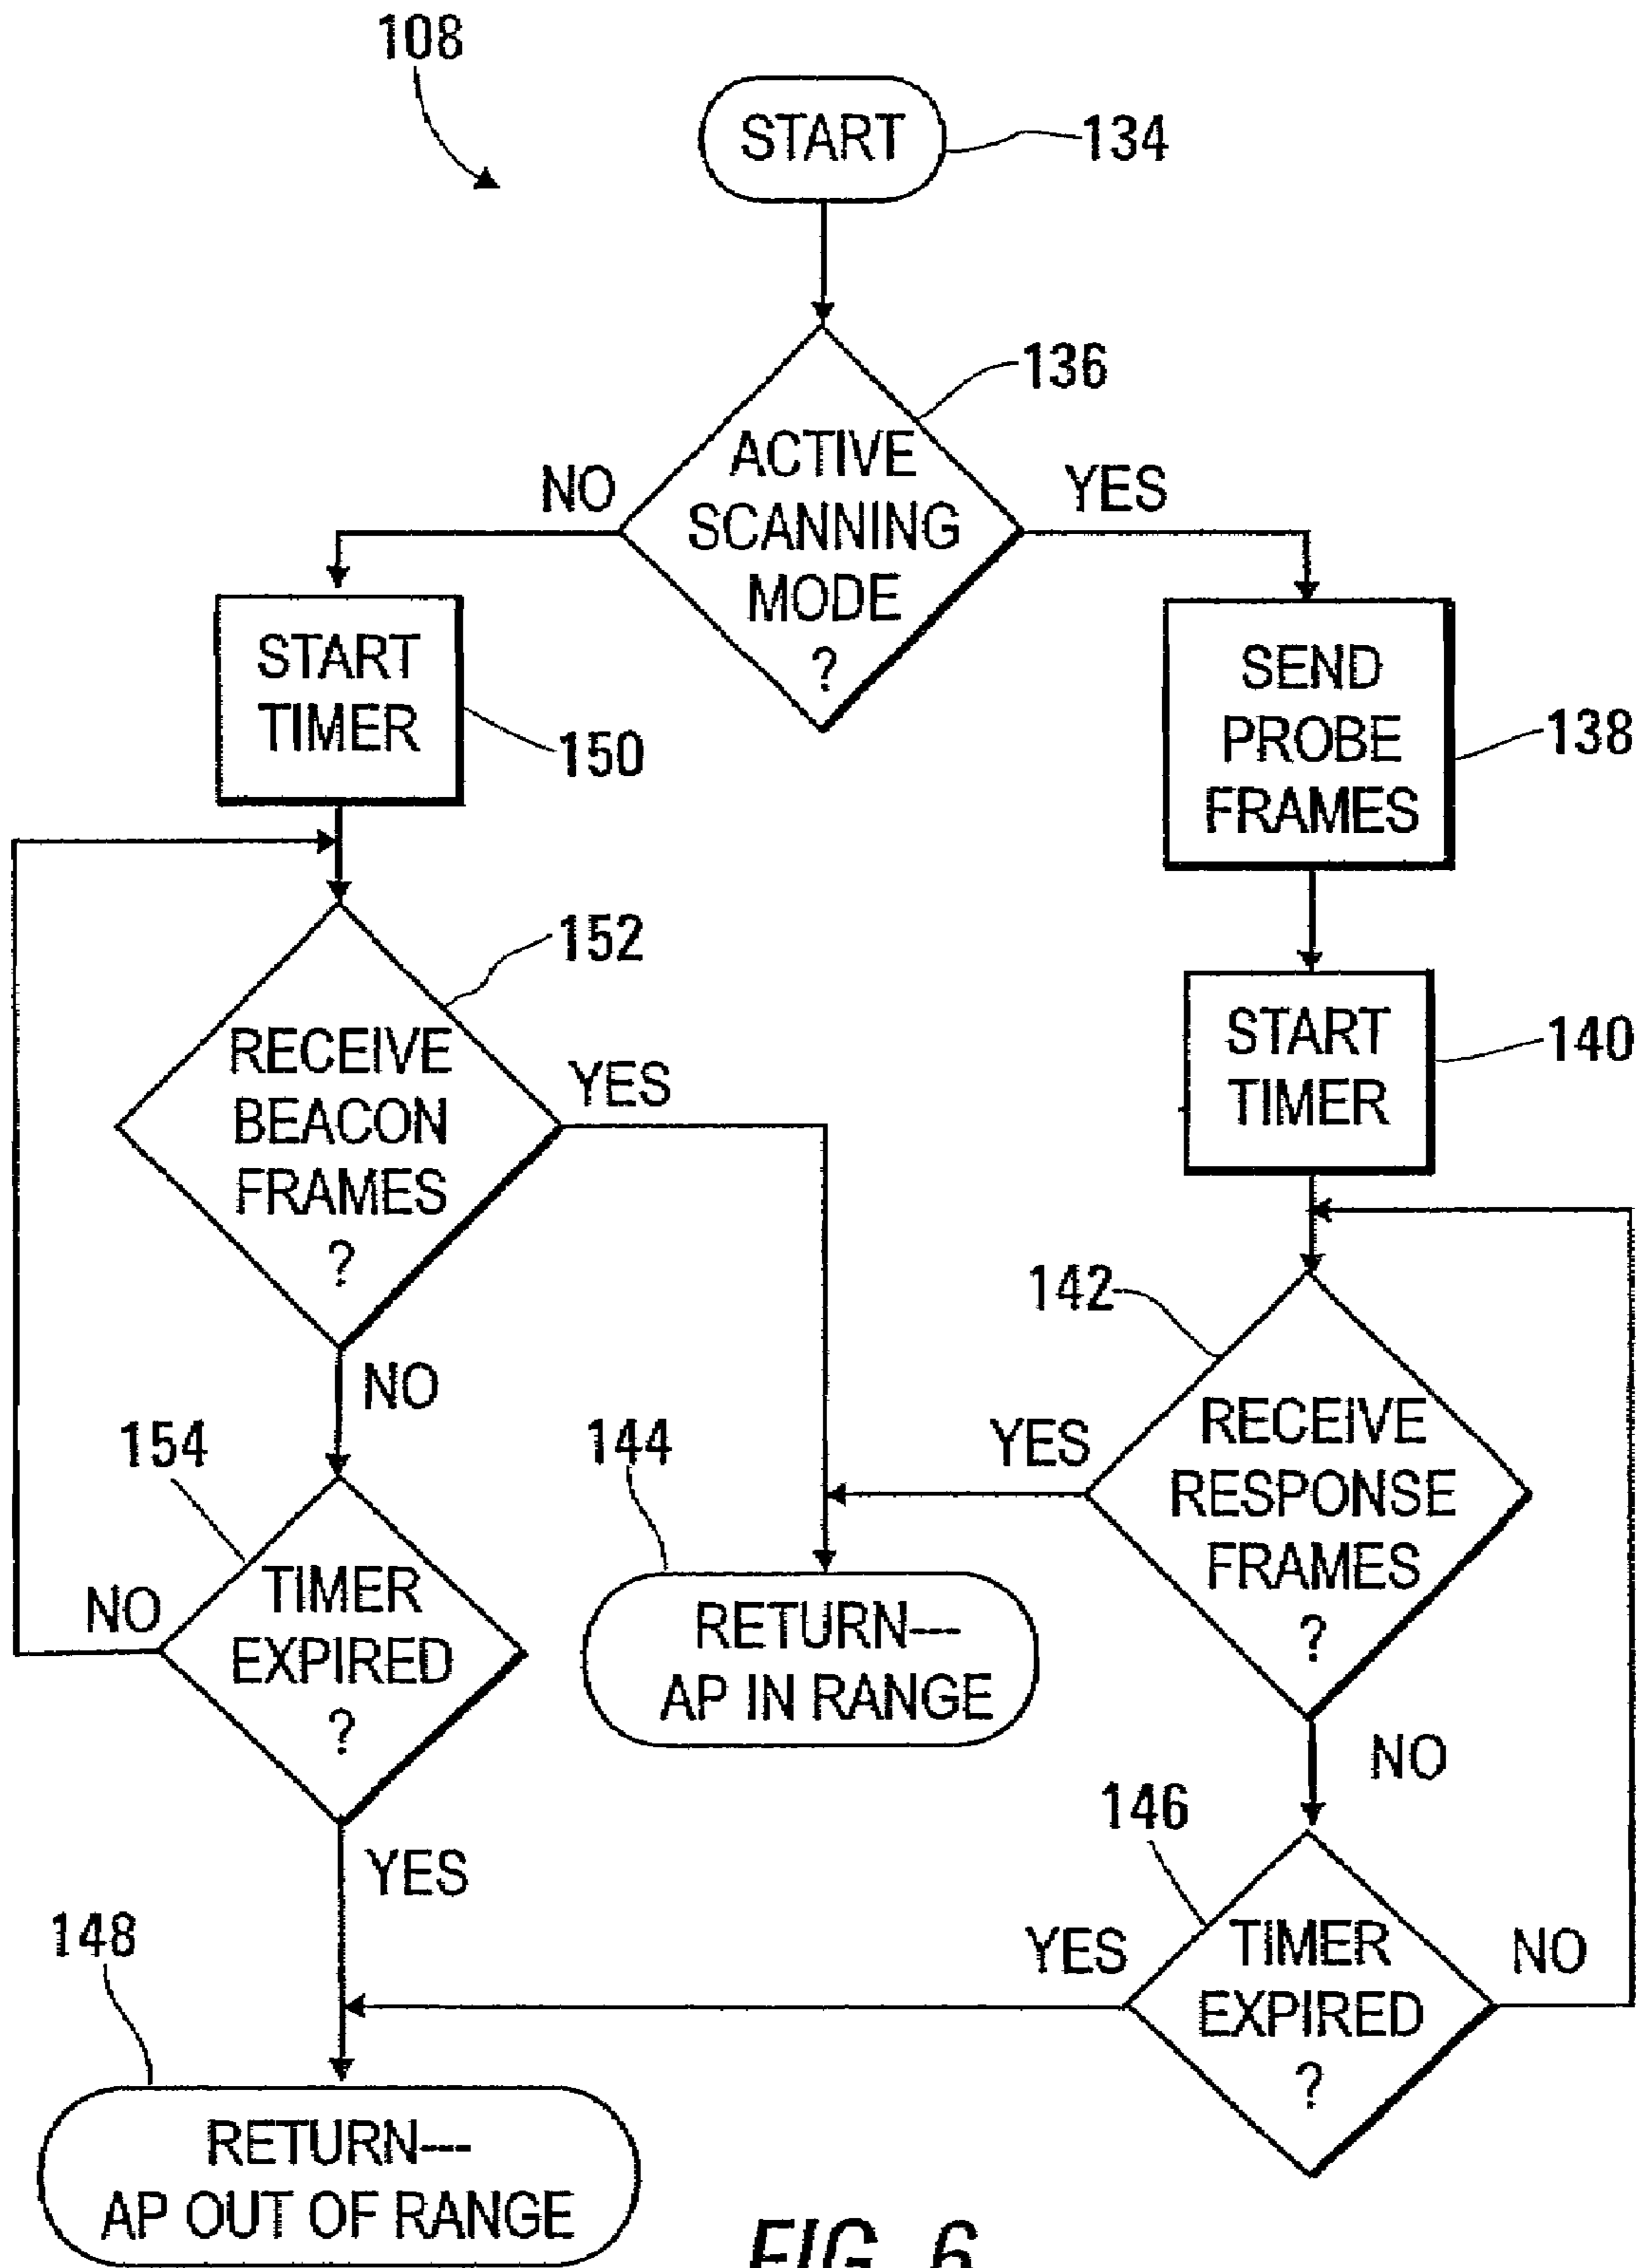 108
START
134
136
ACTIVE
SCANNING
MODE
?
NO
YES
START
TIMER
150
SEND
PROBE
FRAMES
138
152
RECEIVE
BEACON
FRAMES
?
YES
NO
START
TIMER
140
142
RECEIVE
RESPONSE
FRAMES
?
YES
NO
154
TIMER
EXPIRED
?
NO
YES
144
RETURN---
AP IN RANGE
146
TIMER
EXPIRED
?
YES
NO
148
RETURN---
AP OUT OF RANGE
FIG. 6